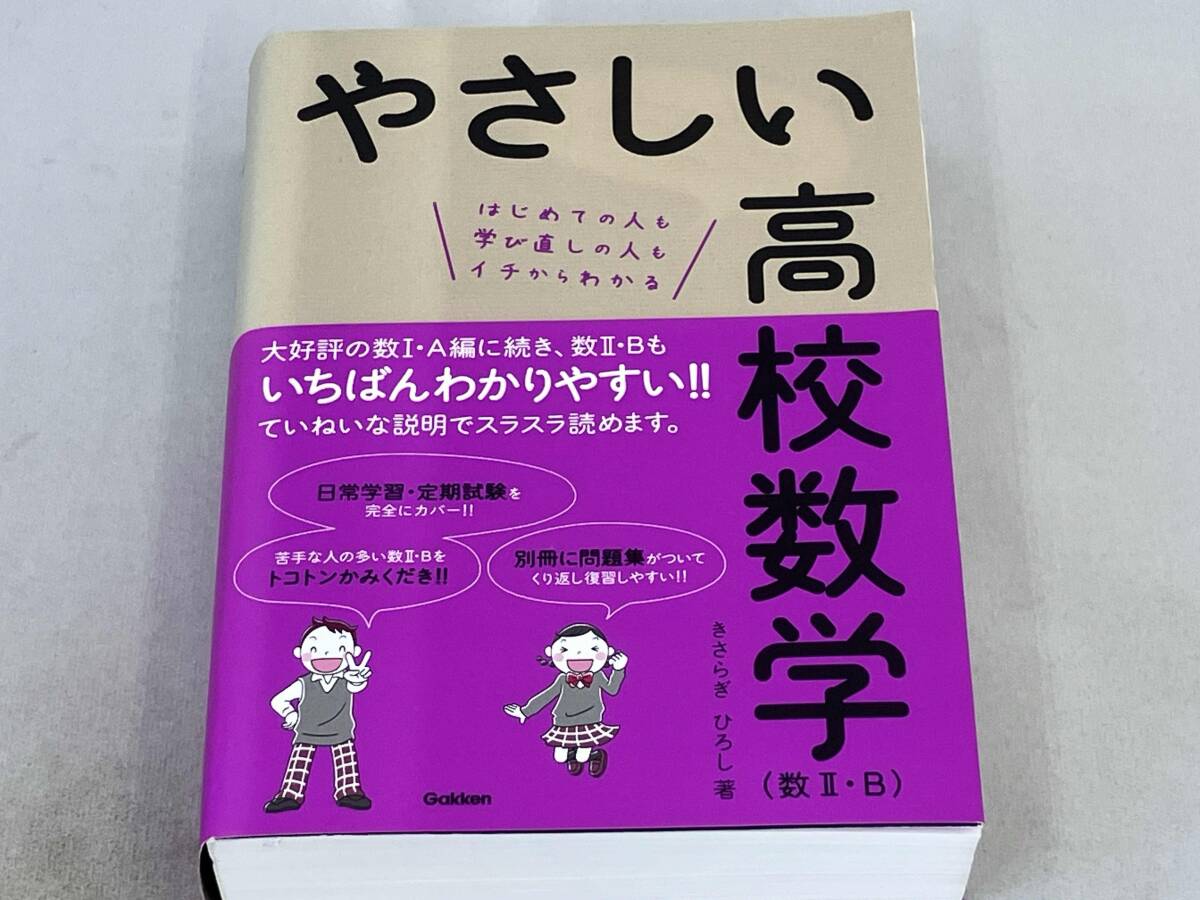 やさしい
高校数学
(数Ⅱ・B)
はじめての人も
学び直しの人も
イチからわかる
大好評の数Ⅰ・A編に続き、数Ⅱ・Bも
いちばんわかりやすい!!
ていねいな説明でスラスラ読めます。
日常学習・定期試験を
完全にカバー!!
苦手な人の多い数Ⅱ・Bを
トコトンかみくだき!!
別冊に問題集がついて
くり返し復習しやすい!!
きさらぎ ひろし 著
Gakken